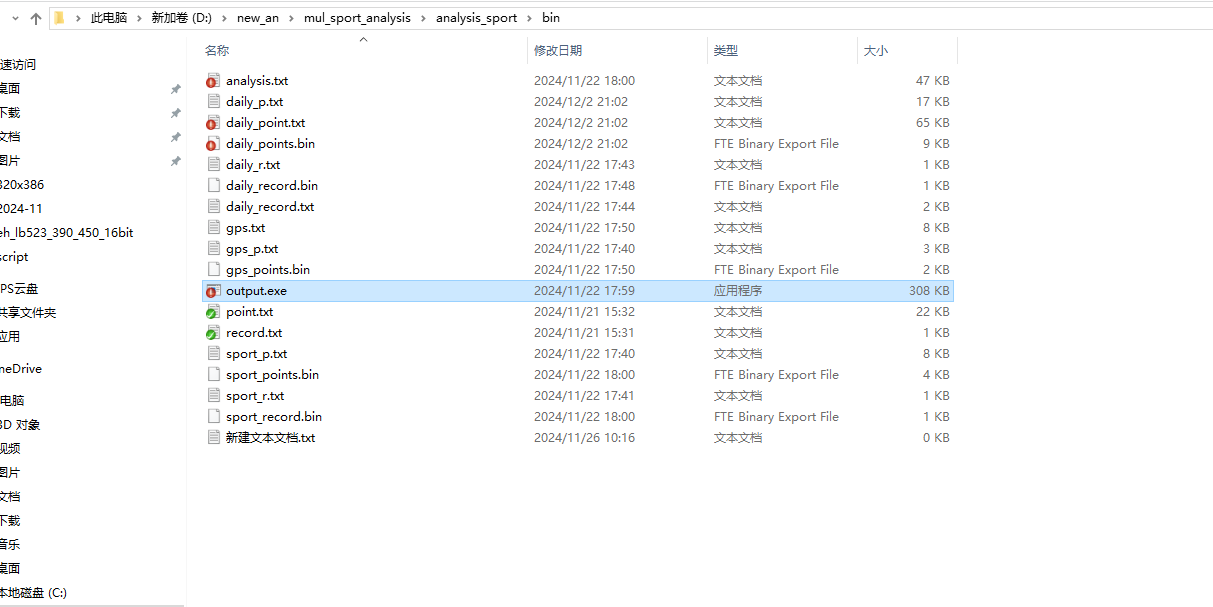 此电脑 › 新加卷 (D:) › new_an › mul_sport_analysis › analysis_sport › bin
名称 修改日期 类型 大小
速访问
桌面
下载
文档
图片
320x386
2024-11
eh_lb523_390_450_16bit
script
PS云盘
共享文件夹
应用
neDrive
电脑
3D 对象
视频
图片
文档
下载
音乐
桌面
本地磁盘 (C:)
analysis.txt 2024/11/22 18:00 文本文档 47 KB
daily_p.txt 2024/12/2 21:02 文本文档 17 KB
daily_point.txt 2024/12/2 21:02 文本文档 65 KB
daily_points.bin 2024/12/2 21:02 FTE Binary Export File 9 KB
daily_r.txt 2024/11/22 17:43 文本文档 1 KB
daily_record.bin 2024/11/22 17:48 FTE Binary Export File 1 KB
daily_record.txt 2024/11/22 17:44 文本文档 2 KB
gps.txt 2024/11/22 17:50 文本文档 8 KB
gps_p.txt 2024/11/22 17:40 文本文档 3 KB
gps_points.bin 2024/11/22 17:50 FTE Binary Export File 2 KB
output.exe 2024/11/22 17:59 应用程序 308 KB
point.txt 2024/11/21 15:32 文本文档 22 KB
record.txt 2024/11/21 15:31 文本文档 1 KB
sport_p.txt 2024/11/22 17:40 文本文档 8 KB
sport_points.bin 2024/11/22 18:00 FTE Binary Export File 4 KB
sport_r.txt 2024/11/22 17:41 文本文档 1 KB
sport_record.bin 2024/11/22 18:00 FTE Binary Export File 1 KB
新建文本文档.txt 2024/11/26 10:16 文本文档 0 KB